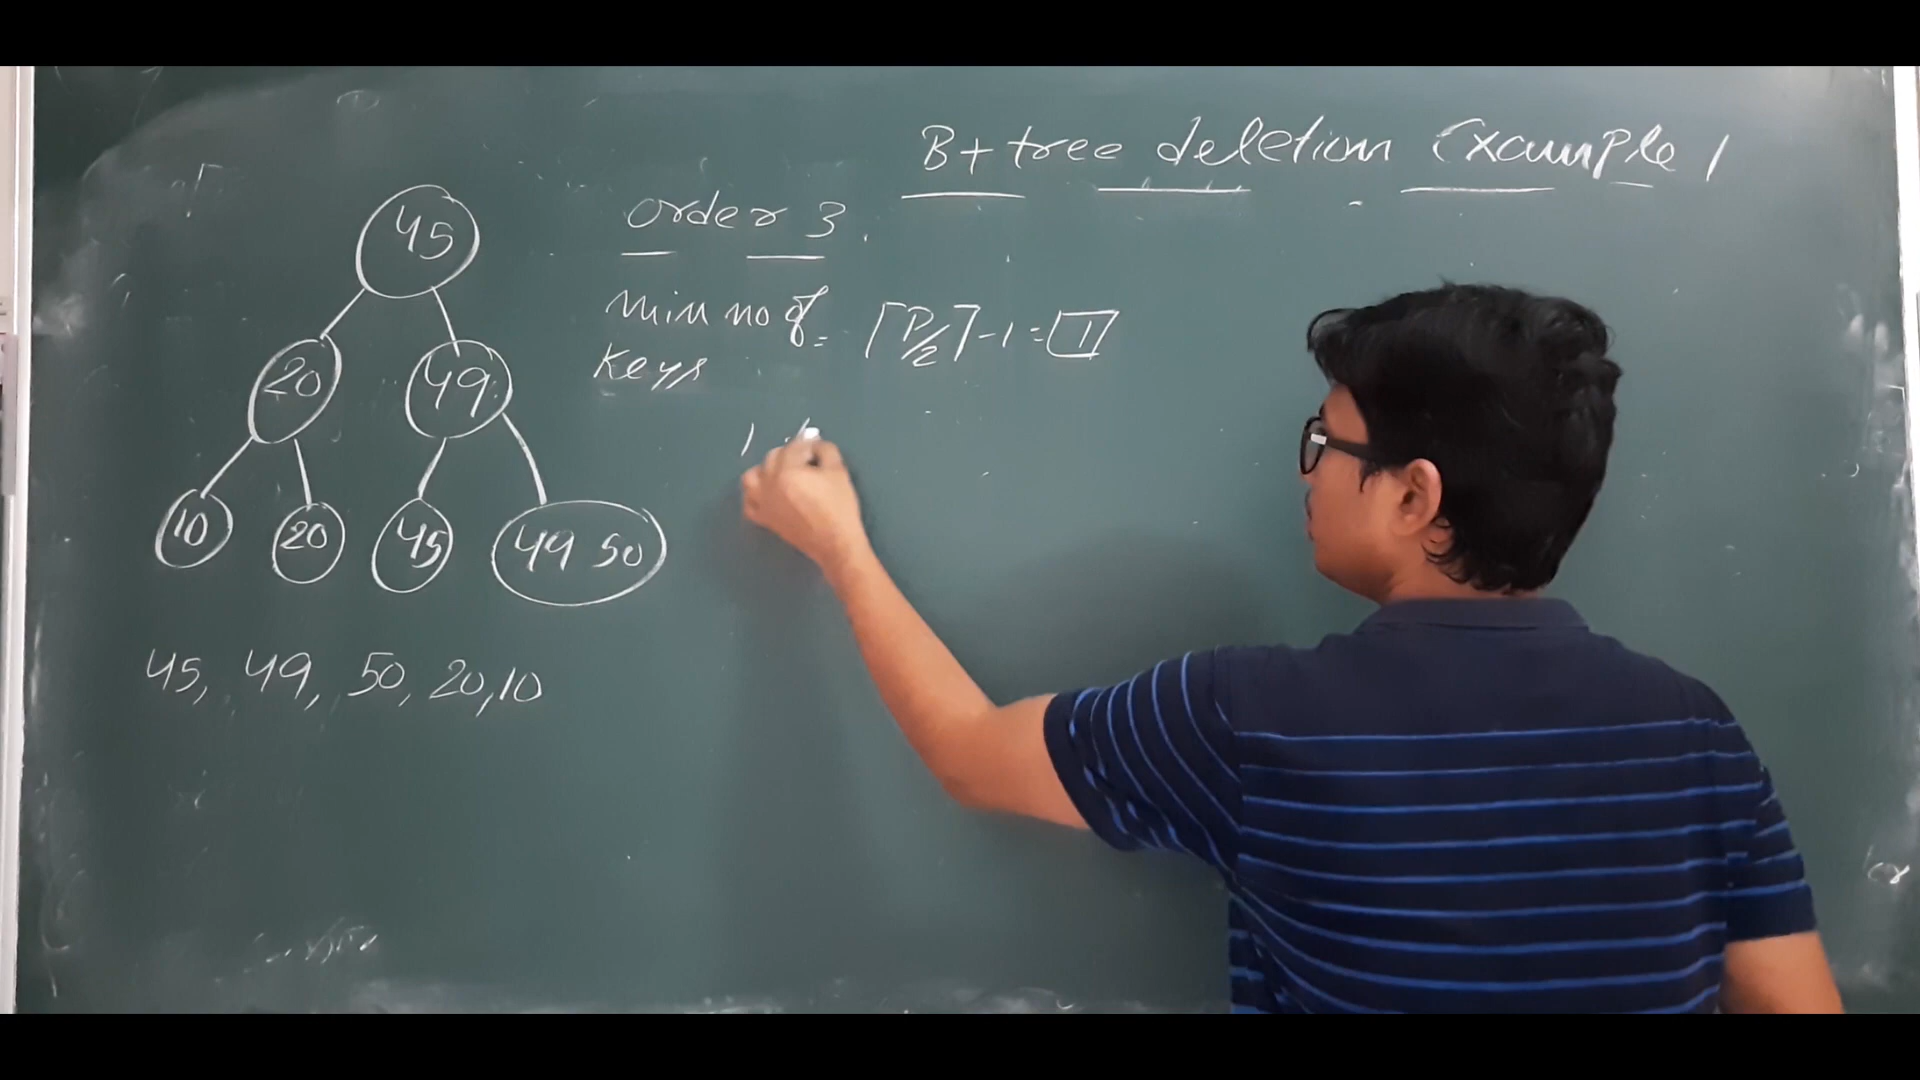 B+ tree deletion Example 1
order 3
min no of = ⌈P/2⌉-1 = 1
keys
45
20 49
10 20 45 49 50
45, 49, 50, 20, 10
1